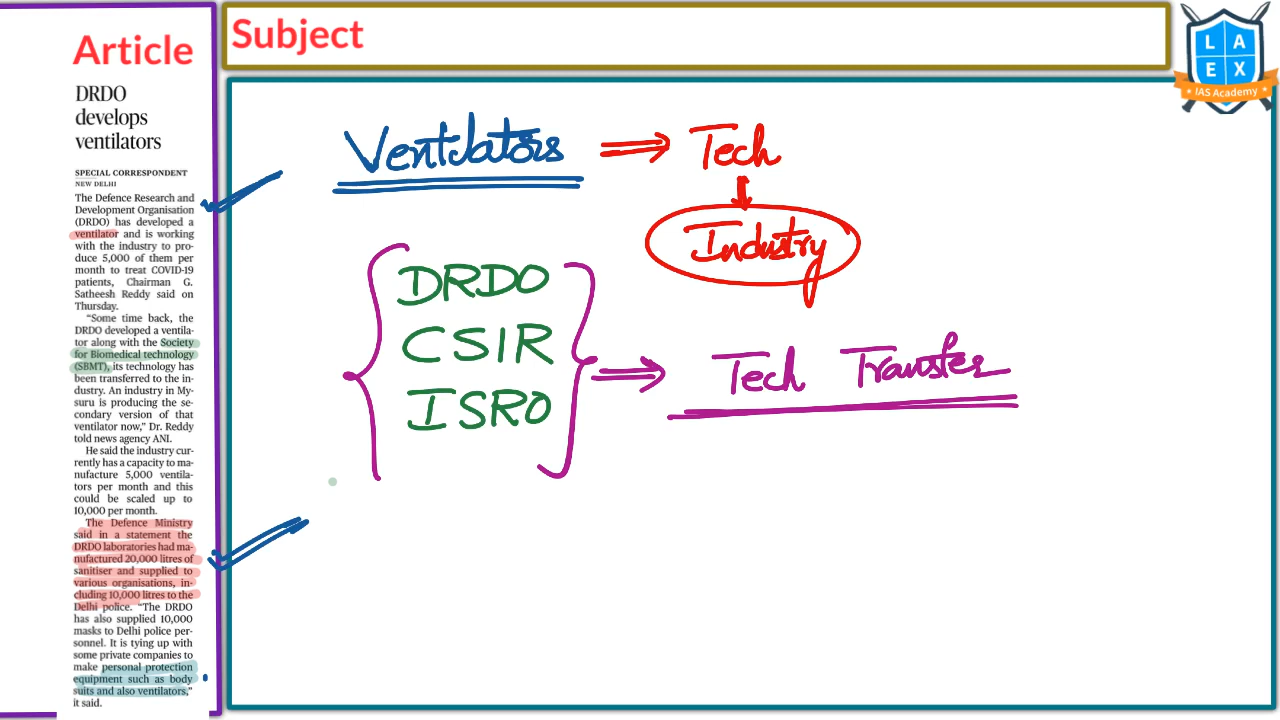 Article
DRDO
develops
ventilators
SPECIAL CORRESPONDENT
NEW DELHI
The Defence Research and
Development Organisation
(DRDO) has developed a
ventilator and is working
with the industry to pro-
duce 5,000 of them per
month to treat COVID-19
patients, Chairman G.
Satheesh Reddy said on
Thursday.
“Some time back, the
DRDO developed a ventila-
tor along with the Society
for Biomedical technology
(SBMT), its technology has
been transferred to the in-
dustry. An industry in My-
suru is producing the se-
condary version of that
ventilator now,” Dr. Reddy
told news agency ANI.
He said the industry cur-
rently has a capacity to ma-
nufacture 5,000 ventila-
tors per month and this
could be scaled up to
10,000 per month.
The Defence Ministry
said in a statement the
DRDO laboratories had ma-
nufactured 20,000 litres of
sanitiser and supplied to
various organisations, in-
cluding 10,000 litres to the
Delhi police. “The DRDO
has also supplied 10,000
masks to Delhi police per-
sonnel. It is tying up with
some private companies to
make personal protection
equipment such as body
suits and also ventilators,”
it said.
Subject
LA
EX
IAS Academy
Ventilators ⇒ Tech
Industry
DRDO
CSIR
ISRO
⇒ Tech Transfer